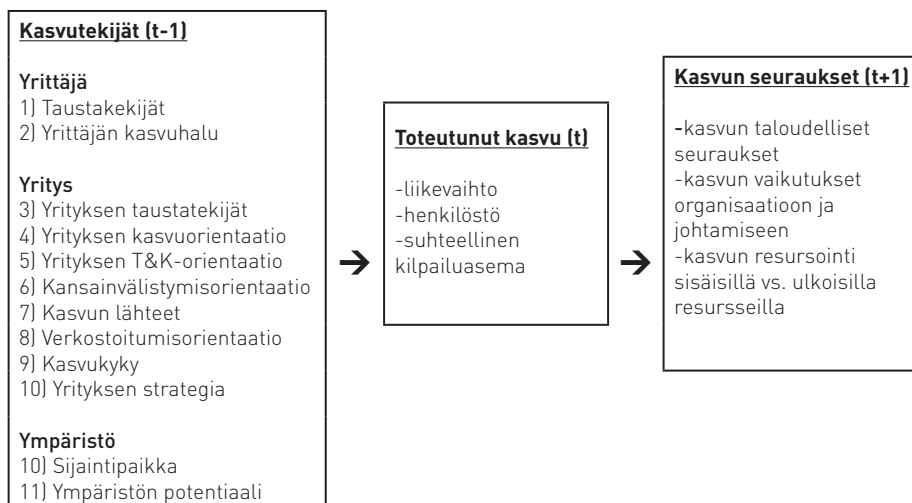 Kasvutekijät (t-1)
Yrittäjä
1) Taustakekijät
2) Yrittäjän kasvuhalu
Yritys
3) Yrityksen taustatekijät
4) Yrityksen kasvuorientaatio
5) Yrityksen T&K-orientaatio
6) Kansainvälistymisorientaatio
7) Kasvun lähteet
8) Verkostoitumisorientaatio
9) Kasvukyky
10) Yrityksen strategia
Ympäristö
10) Sijaintipaikka
11) Ympäristön potentiaali
Toteutunut kasvu (t)
-liikevaihto
-henkilöstö
-suhteellinen
kilpailuasema
Kasvun seuraukset (t+1)
-kasvun taloudelliset
seuraukset
-kasvun vaikutukset
organisaatioon ja
johtamiseen
-kasvun resursointi
sisäisillä vs. ulkoisilla
resursseilla